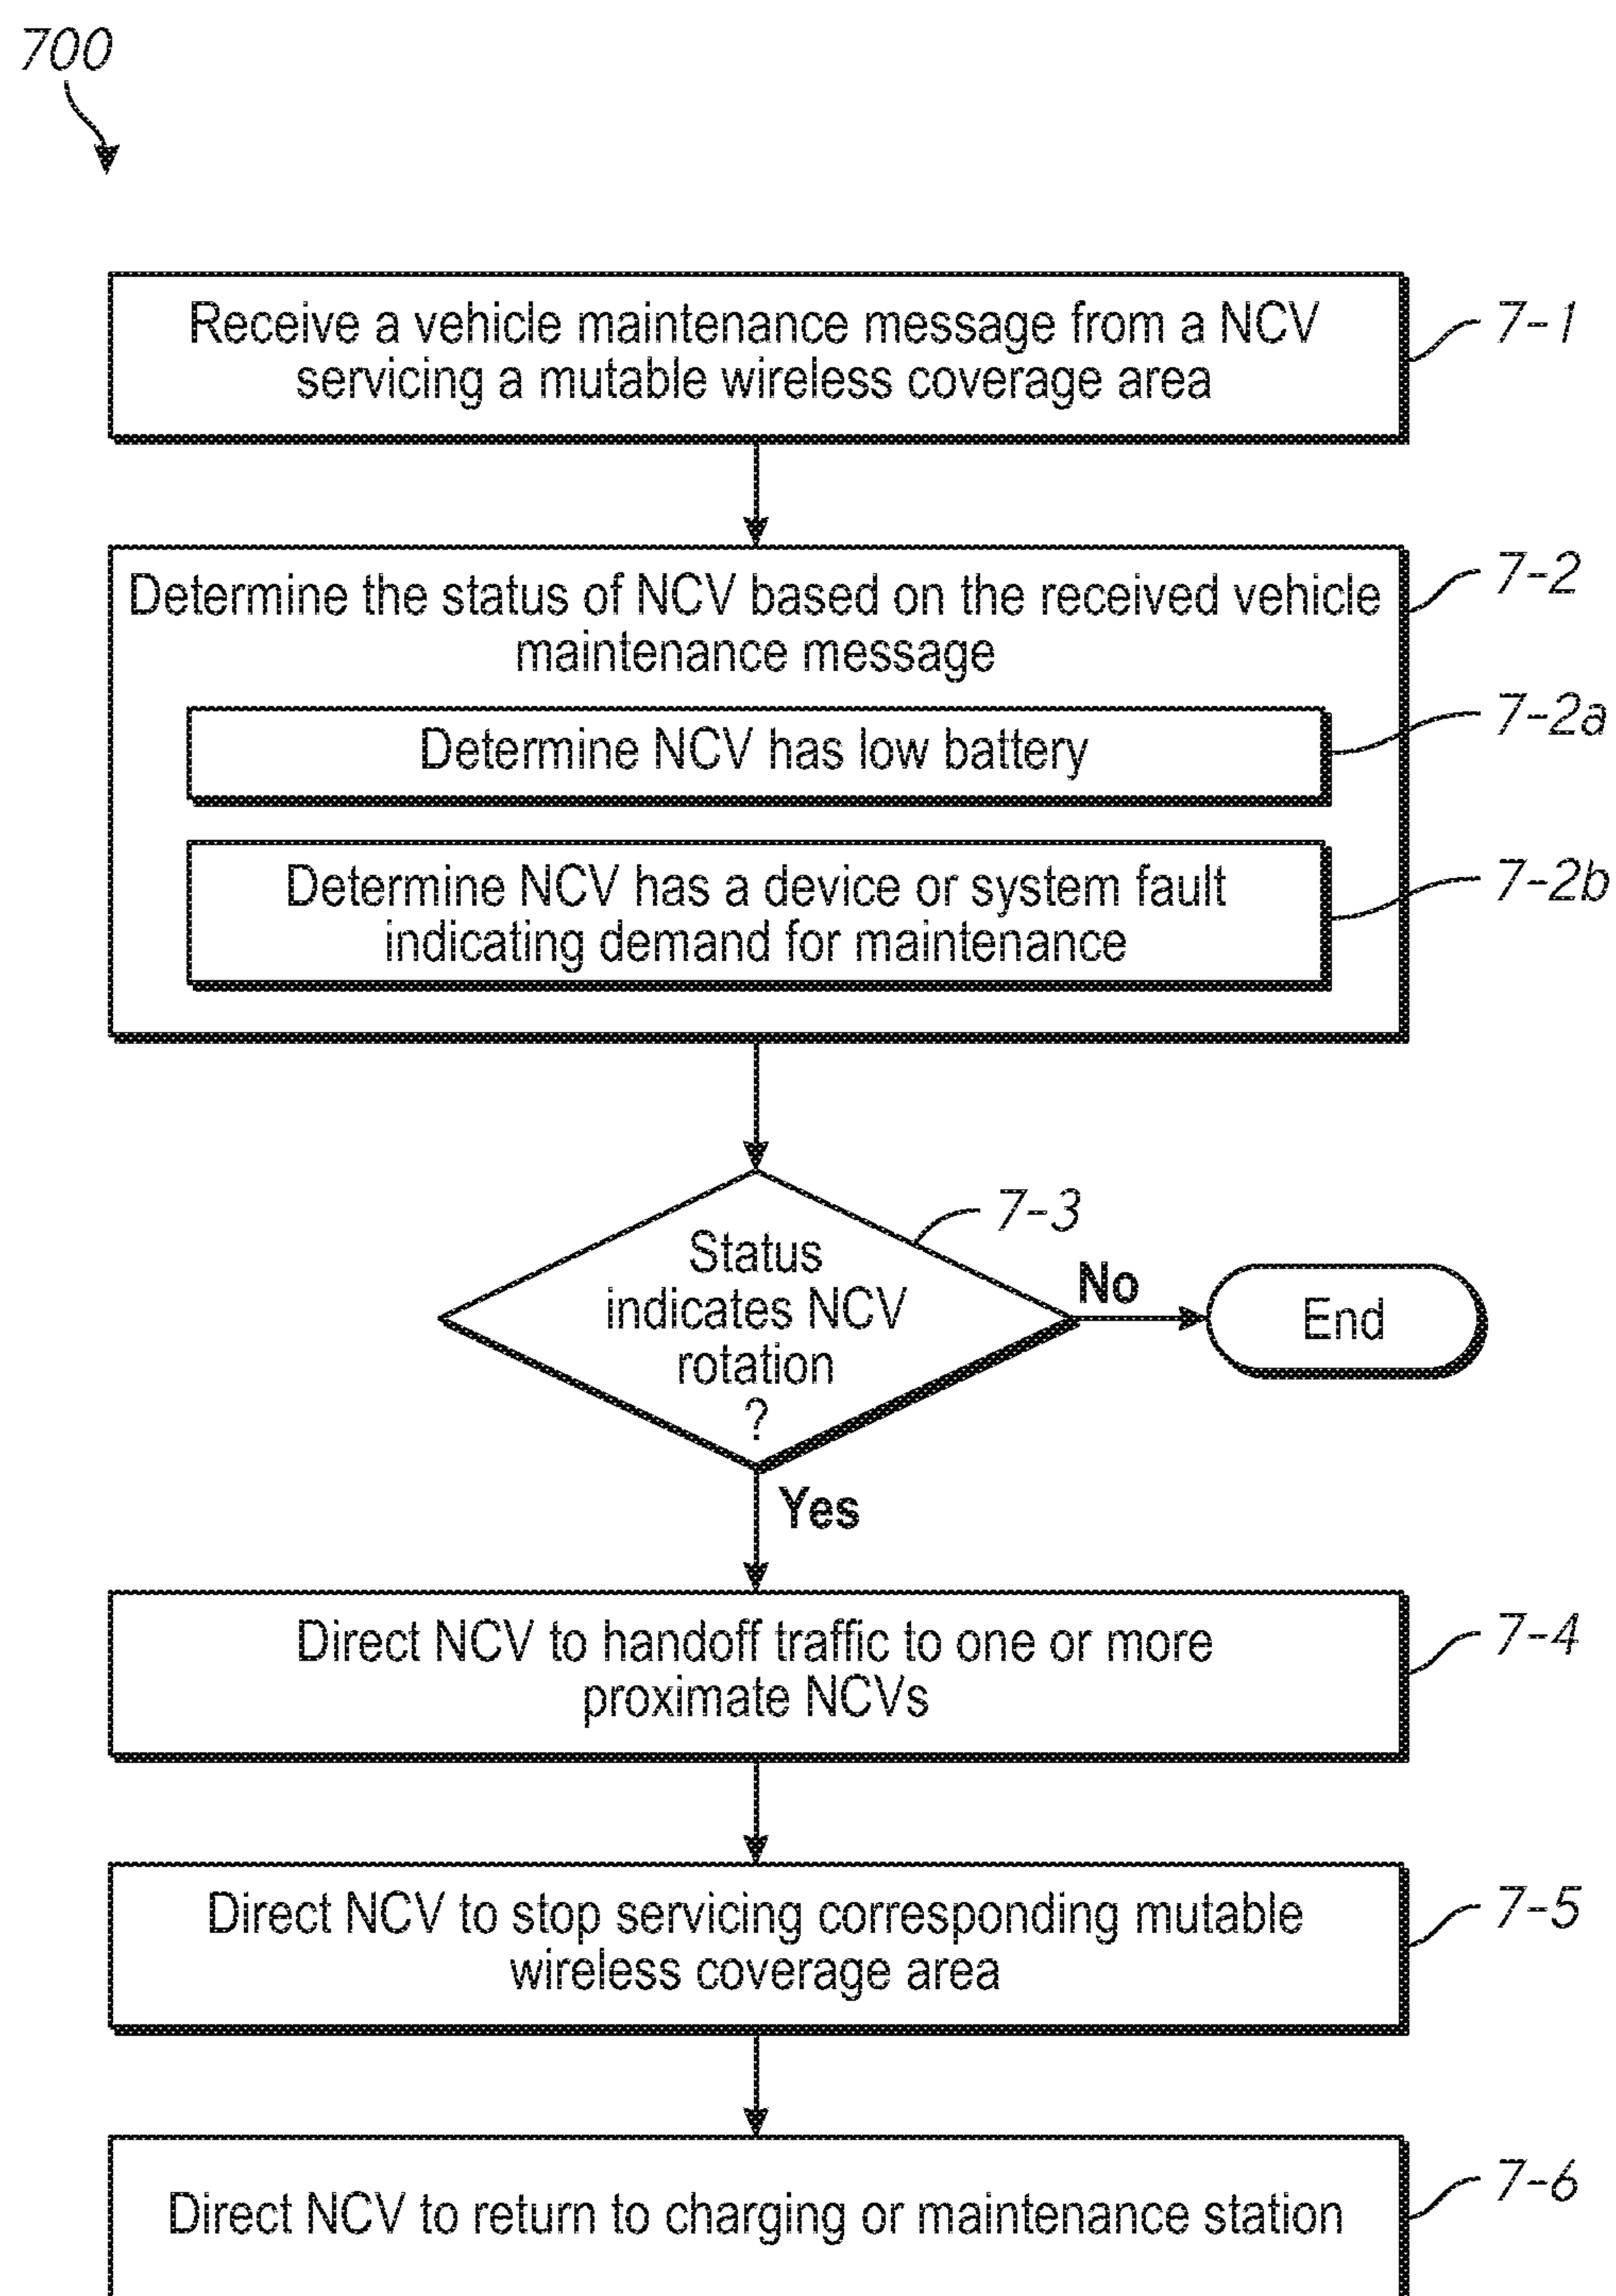 700
Receive a vehicle maintenance message from a NCV
servicing a mutable wireless coverage area
7-1
Determine the status of NCV based on the received vehicle
maintenance message
7-2
Determine NCV has low battery
7-2a
Determine NCV has a device or system fault
indicating demand for maintenance
7-2b
Status
indicates NCV
rotation
?
7-3
No
End
Yes
Direct NCV to handoff traffic to one or more
proximate NCVs
7-4
Direct NCV to stop servicing corresponding mutable
wireless coverage area
7-5
Direct NCV to return to charging or maintenance station
7-6